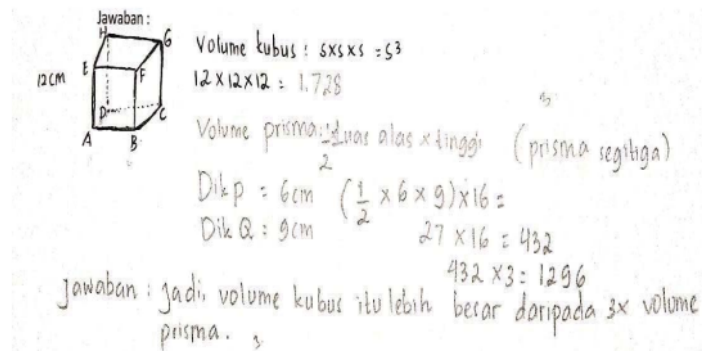 Jawaban :
H G
Volume kubus : s×s×s = s³
12cm E F
12 × 12 × 12 = 1.728
D C
A B
3
Volume prisma : 1/2 luas alas × tinggi (prisma segitiga)
Dik P = 6cm (1/2 × 6 × 9) × 16 =
Dik Q : 9cm 27 × 16 = 432
432 × 3 = 1296
Jawaban : Jadi, volume kubus itu lebih besar daripada 3x volume
prisma. 3